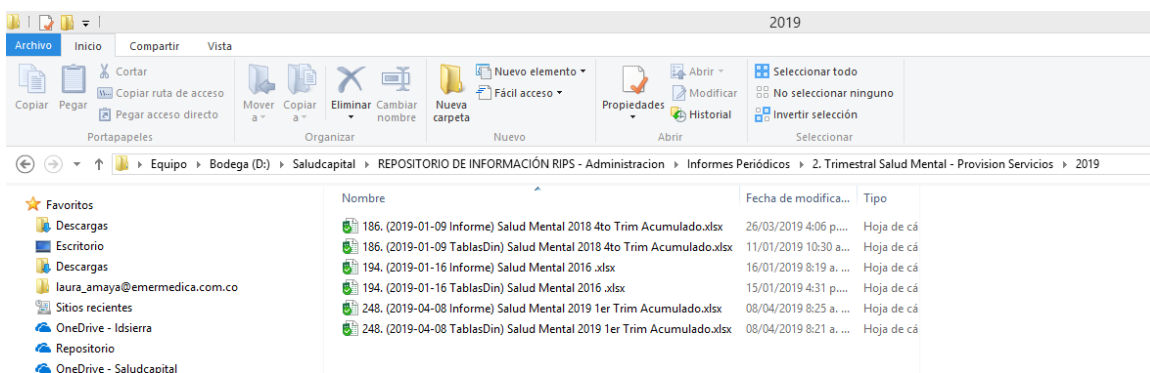 2019
Archivo Inicio Compartir Vista
Copiar Pegar Cortar Copiar ruta de acceso Pegar acceso directo
Mover a Copiar a Eliminar Cambiar nombre
Nueva carpeta Nuevo elemento Fácil acceso
Propiedades Abrir Modificar Historial
Seleccionar todo No seleccionar ninguno Invertir selección
Portapapeles Organizar Nuevo Abrir Seleccionar
Equipo Bodega (D:) Saludcapital REPOSITORIO DE INFORMACIÓN RIPS - Administracion Informes Periódicos 2. Trimestral Salud Mental - Provision Servicios 2019
Favoritos
Descargas
Escritorio
Descargas
laura_amaya@emermedica.com.co
Sitios recientes
OneDrive - Idsierra
Repositorio
OneDrive - Saludcapital
Nombre Fecha de modifica... Tipo
186. (2019-01-09 Informe) Salud Mental 2018 4to Trim Acumulado.xlsx 26/03/2019 4:06 p.... Hoja de cá
186. (2019-01-09 TablasDin) Salud Mental 2018 4to Trim Acumulado.xlsx 11/01/2019 10:30 a... Hoja de cá
194. (2019-01-16 Informe) Salud Mental 2016 .xlsx 16/01/2019 8:19 a. ... Hoja de cá
194. (2019-01-16 TablasDin) Salud Mental 2016 .xlsx 15/01/2019 4:31 p.... Hoja de cá
248. (2019-04-08 Informe) Salud Mental 2019 1er Trim Acumulado.xlsx 08/04/2019 8:25 a. ... Hoja de cá
248. (2019-04-08 TablasDin) Salud Mental 2019 1er Trim Acumulado.xlsx 08/04/2019 8:21 a. ... Hoja de cá